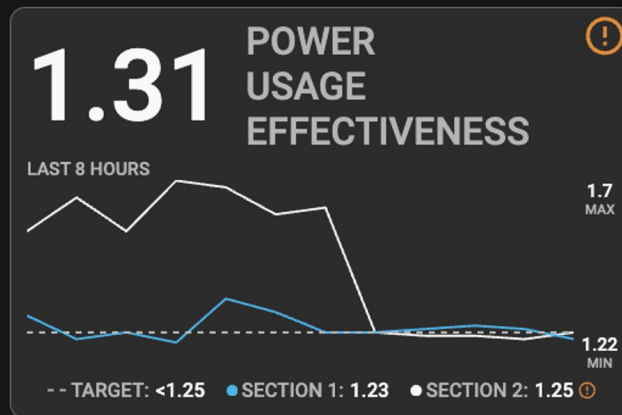 1.31
POWER
USAGE
EFFECTIVENESS
LAST 8 HOURS
1.7
MAX
1.22
MIN
TARGET: <1.25 SECTION 1: 1.23 SECTION 2: 1.25